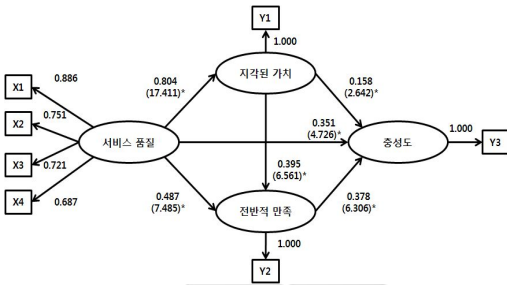 Y1
1.000
X1
0.886
0.804
(17.411)*
지각된 가치
0.158
(2.642)*
X2
0.751
0.351
(4.726)*
1.000
서비스 품질
충성도
Y3
X3
0.721
0.395
(6.561)*
X4
0.687
0.487
(7.485)*
전반적 만족
0.378
(6.306)*
1.000
Y2